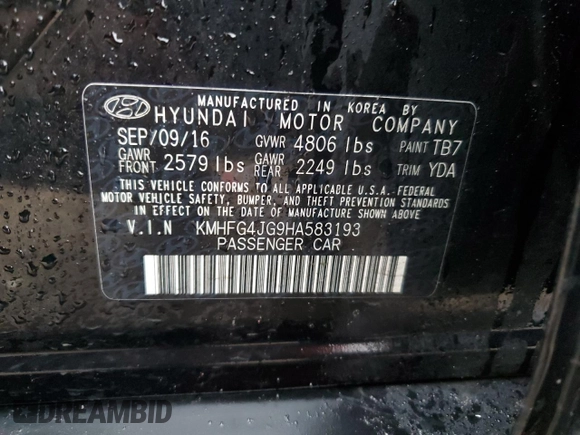 MANUFACTURED IN KOREA BY
HYUNDAI MOTOR COMPANY
SEP/09/16 GVWR 4806 lbs PAINT TB7
GAWR FRONT 2579 lbs GAWR REAR 2249 lbs TRIM YDA
THIS VEHICLE CONFORMS TO ALL APPLICABLE U.S.A. FEDERAL
MOTOR VEHICLE SAFETY, BUMPER, AND THEFT PREVENTION STANDARDS
IN EFFECT ON THE DATE OF MANUFACTURE SHOWN ABOVE
V.I.N KMHFG4JG9HA583193
PASSENGER CAR
DREAMBID